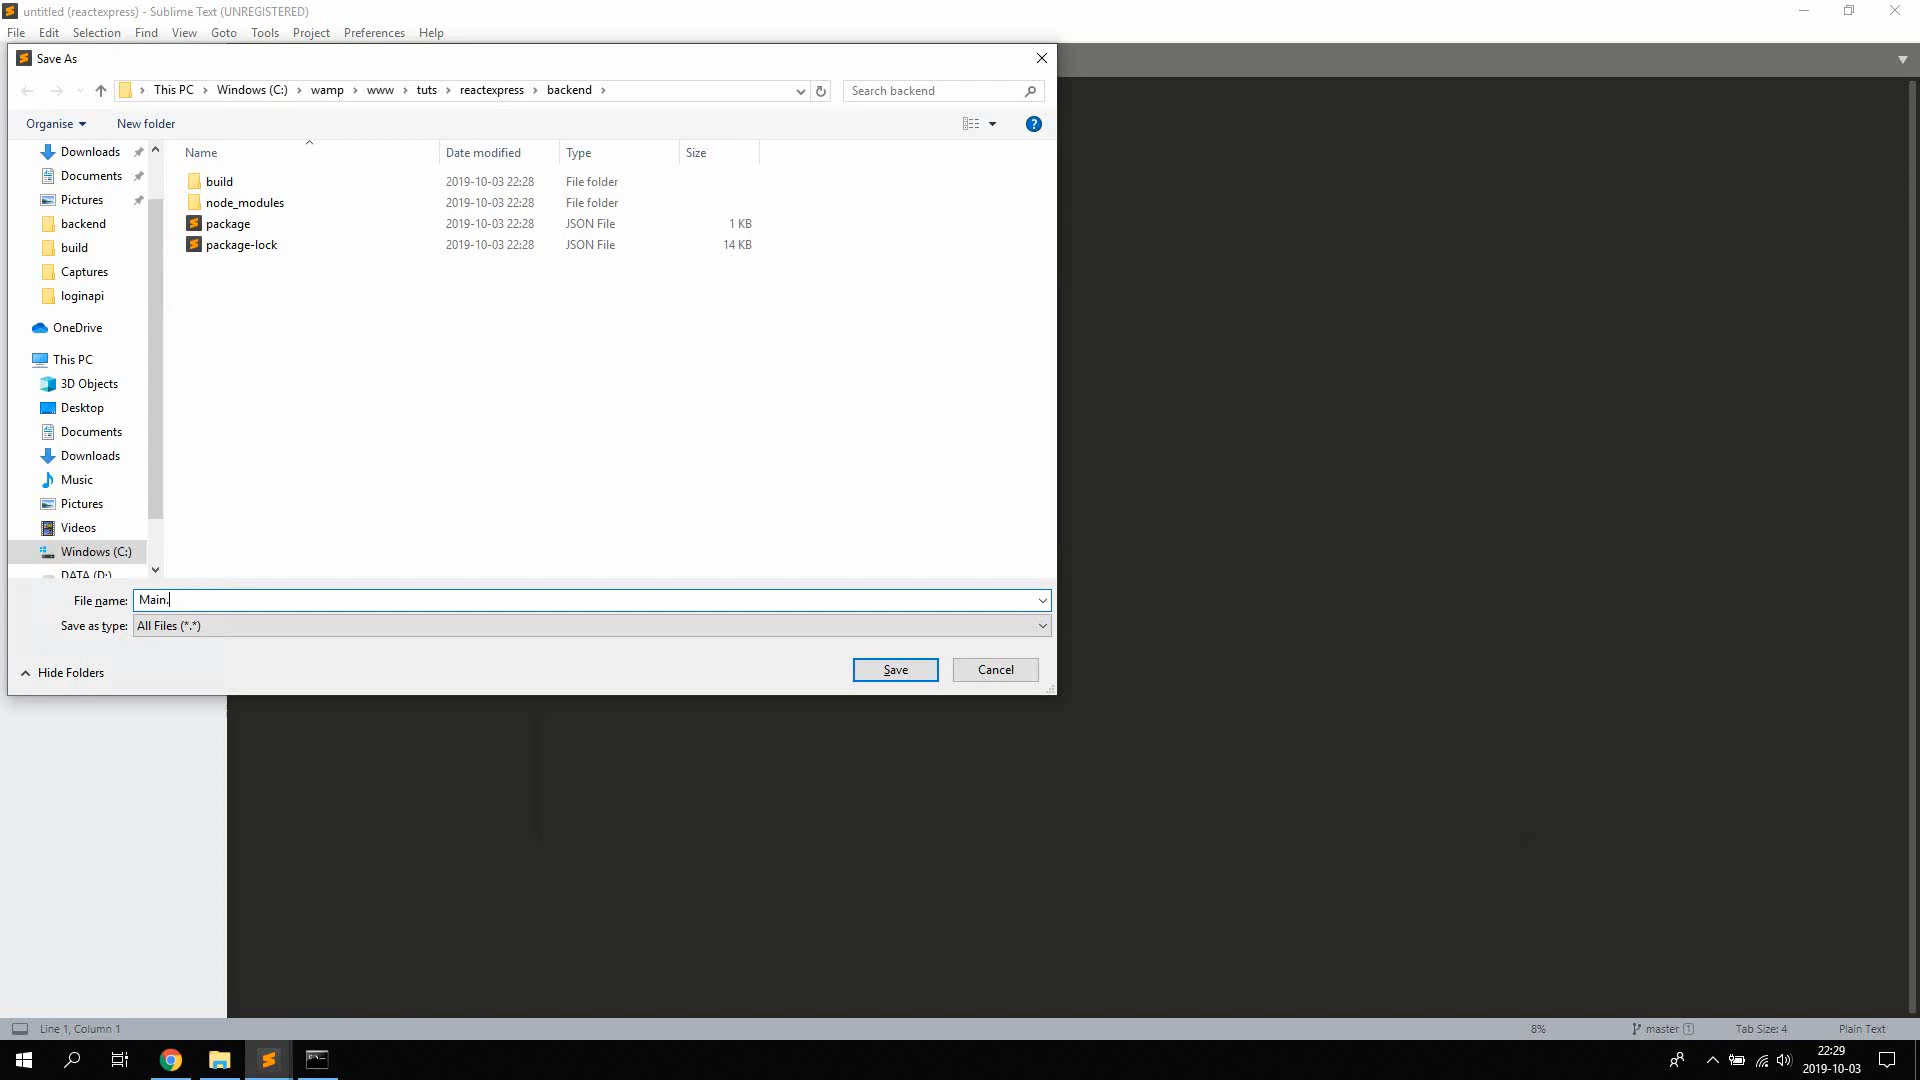 untitled (reactexpress) - Sublime Text (UNREGISTERED)
File Edit Selection Find View Goto Tools Project Preferences Help
Save As
This PC > Windows (C:) > wamp > www > tuts > reactexpress > backend >
Search backend
Organise New folder
Name Date modified Type Size
build 2019-10-03 22:28 File folder
node_modules 2019-10-03 22:28 File folder
package 2019-10-03 22:28 JSON File 1 KB
package-lock 2019-10-03 22:28 JSON File 14 KB
Downloads
Documents
Pictures
backend
build
Captures
loginapi
OneDrive
This PC
3D Objects
Desktop
Documents
Downloads
Music
Pictures
Videos
Windows (C:)
DATA (D:)
File name: Main.
Save as type: All Files (*.*)
Hide Folders
Save Cancel
Line 1, Column 1 8% master 1 Tab Size: 4 Plain Text
22:29
2019-10-03